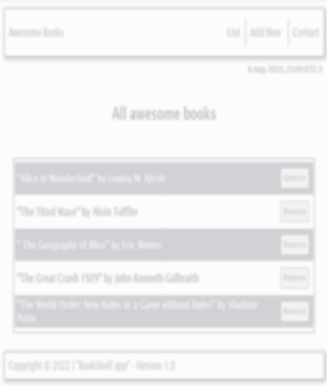 Awesome Books
List
Add New
Contact
6 may 2022, 23:49 UTC-3
All awesome books
"Alice in Wonderland" by Louisa M. Alcott
Remove
"The Third Wave" by Alvin Toffler
Remove
" The Geography of Bliss" by Eric Weiner
Remove
"The Great Crash 1929" by John Kenneth Galbraith
Remove
"The World Order: New Rules or a Game without Rules" by Vladimir
Putin
Remove
Copyright © 2022 | "BookShelf app" - Version 1.0